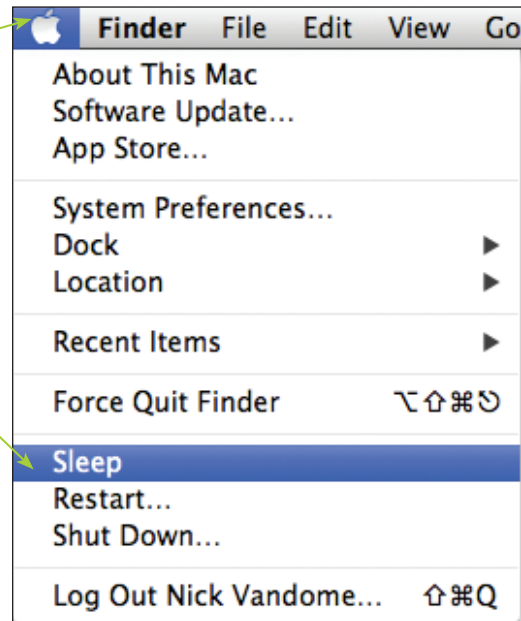 Finder File Edit View Go
About This Mac
Software Update...
App Store...
System Preferences...
Dock
Location
Recent Items
Force Quit Finder ⌥⇧⌘⎋
Sleep
Restart...
Shut Down...
Log Out Nick Vandome... ⇧⌘Q